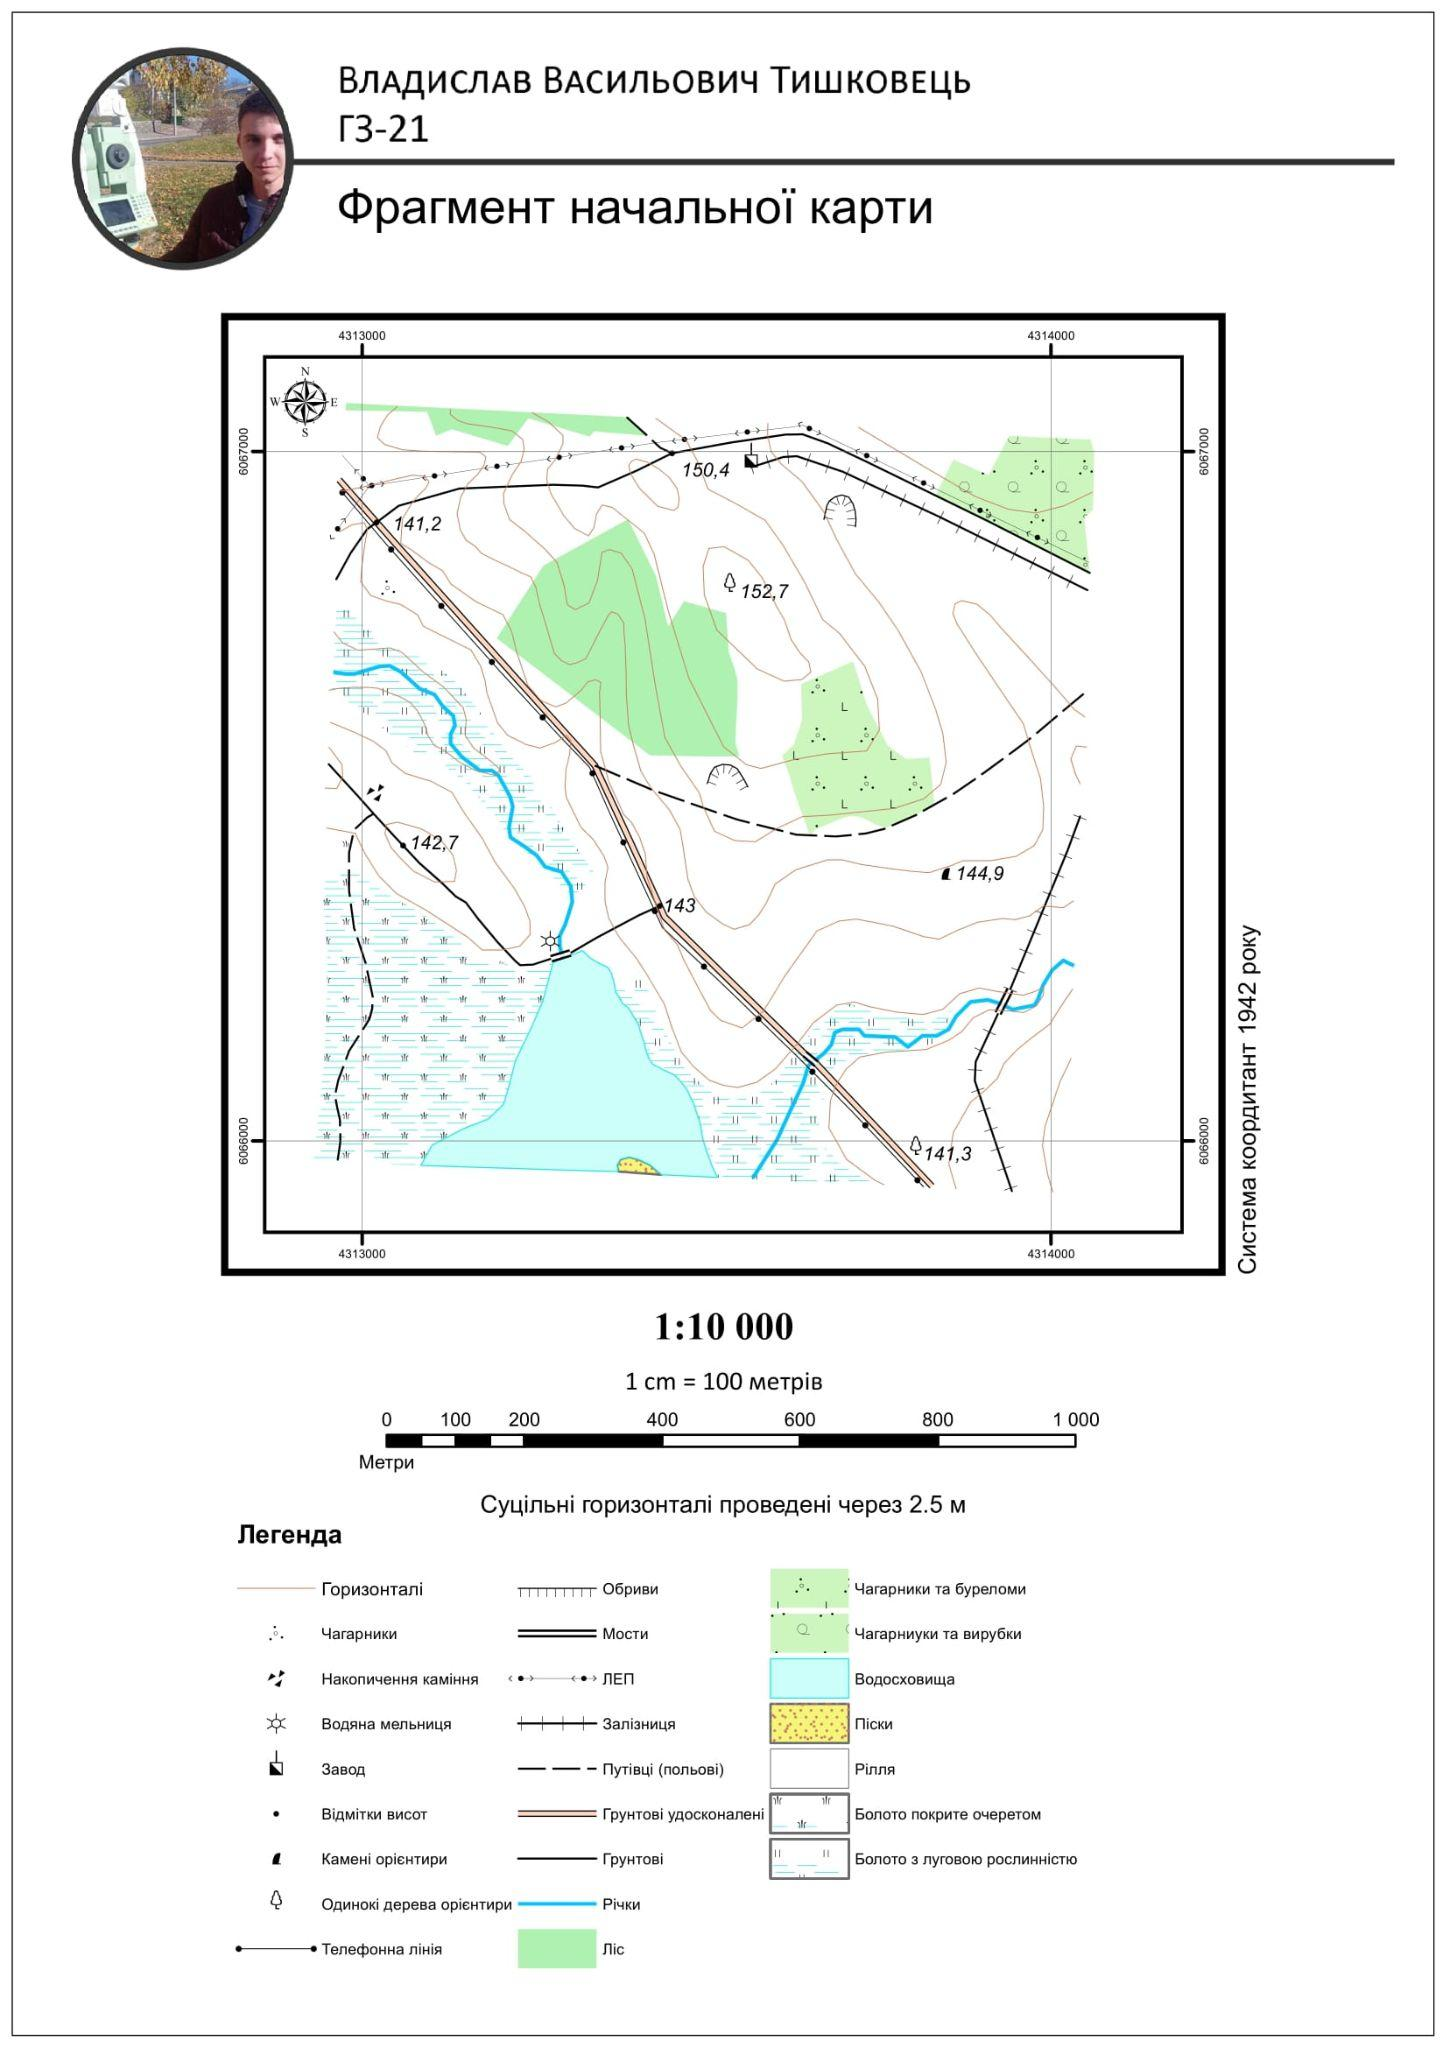 Владислав Васильович Тишковець
ГЗ-21
Фрагмент начальної карти
4313000
4314000
N
W
E
S
6067000
6067000
150,4
141,2
152,7
142,7
144,9
143
6066000
6066000
141,3
4313000
4314000
Система коордитант 1942 року
1:10 000
1 cm = 100 метрів
0 100 200 400 600 800 1 000
Метри
Суцільні горизонталі проведені через 2.5 м
Легенда
Горизонталі
Чагарники
Накопичення каміння
Водяна мельниця
Завод
Відмітки висот
Камені орієнтири
Одинокі дерева орієнтири
Телефонна лінія
Обриви
Мости
ЛЕП
Залізниця
Путівці (польові)
Грунтові удосконалені
Грунтові
Річки
Ліс
Чагарники та буреломи
Чагарниуки та вирубки
Водосховища
Піски
Рілля
Болото покрите очеретом
Болото з луговою рослинністю